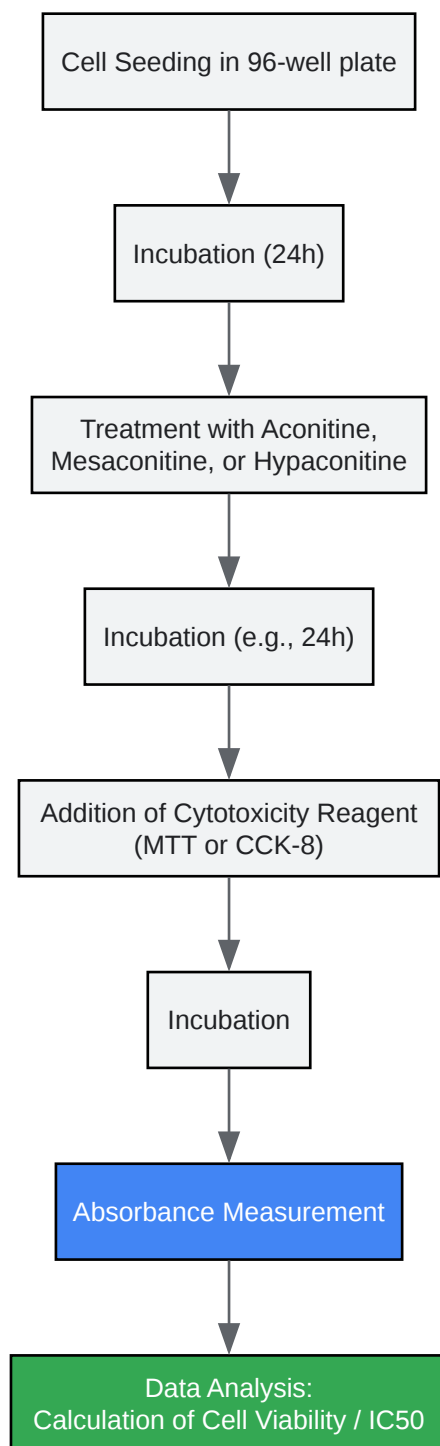 Cell Seeding in 96-well plate
Incubation (24h)
Treatment with Aconitine,
Mesaconitine, or Hypaconitine
Incubation (e.g., 24h)
Addition of Cytotoxicity Reagent
(MTT or CCK-8)
Incubation
Absorbance Measurement
Data Analysis:
Calculation of Cell Viability / IC50